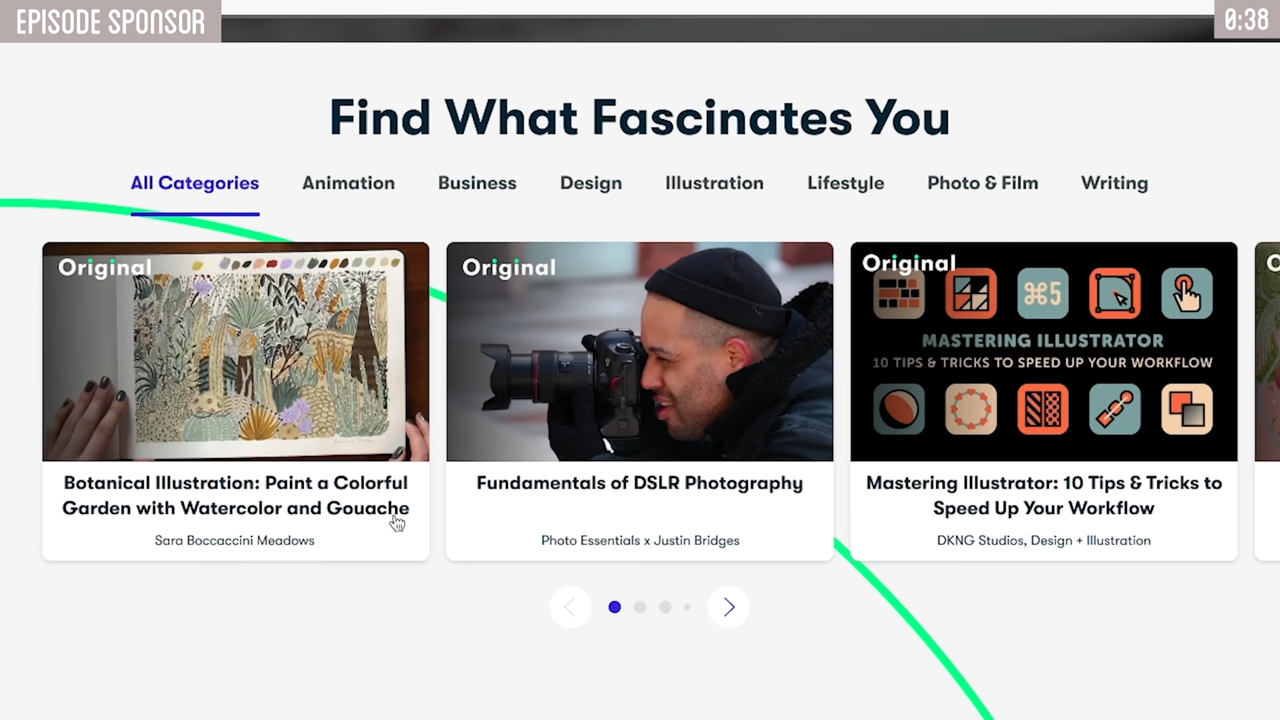 EPISODE SPONSOR
0:38
Find What Fascinates You
All Categories
Animation
Business
Design
Illustration
Lifestyle
Photo & Film
Writing
Original
Original
Original
⌘5
MASTERING ILLUSTRATOR
10 TIPS & TRICKS TO SPEED UP YOUR WORKFLOW
Botanical Illustration: Paint a Colorful
Garden with Watercolor and Gouache
Sara Boccaccini Meadows
Fundamentals of DSLR Photography
Photo Essentials x Justin Bridges
Mastering Illustrator: 10 Tips & Tricks to
Speed Up Your Workflow
DKNG Studios, Design + Illustration